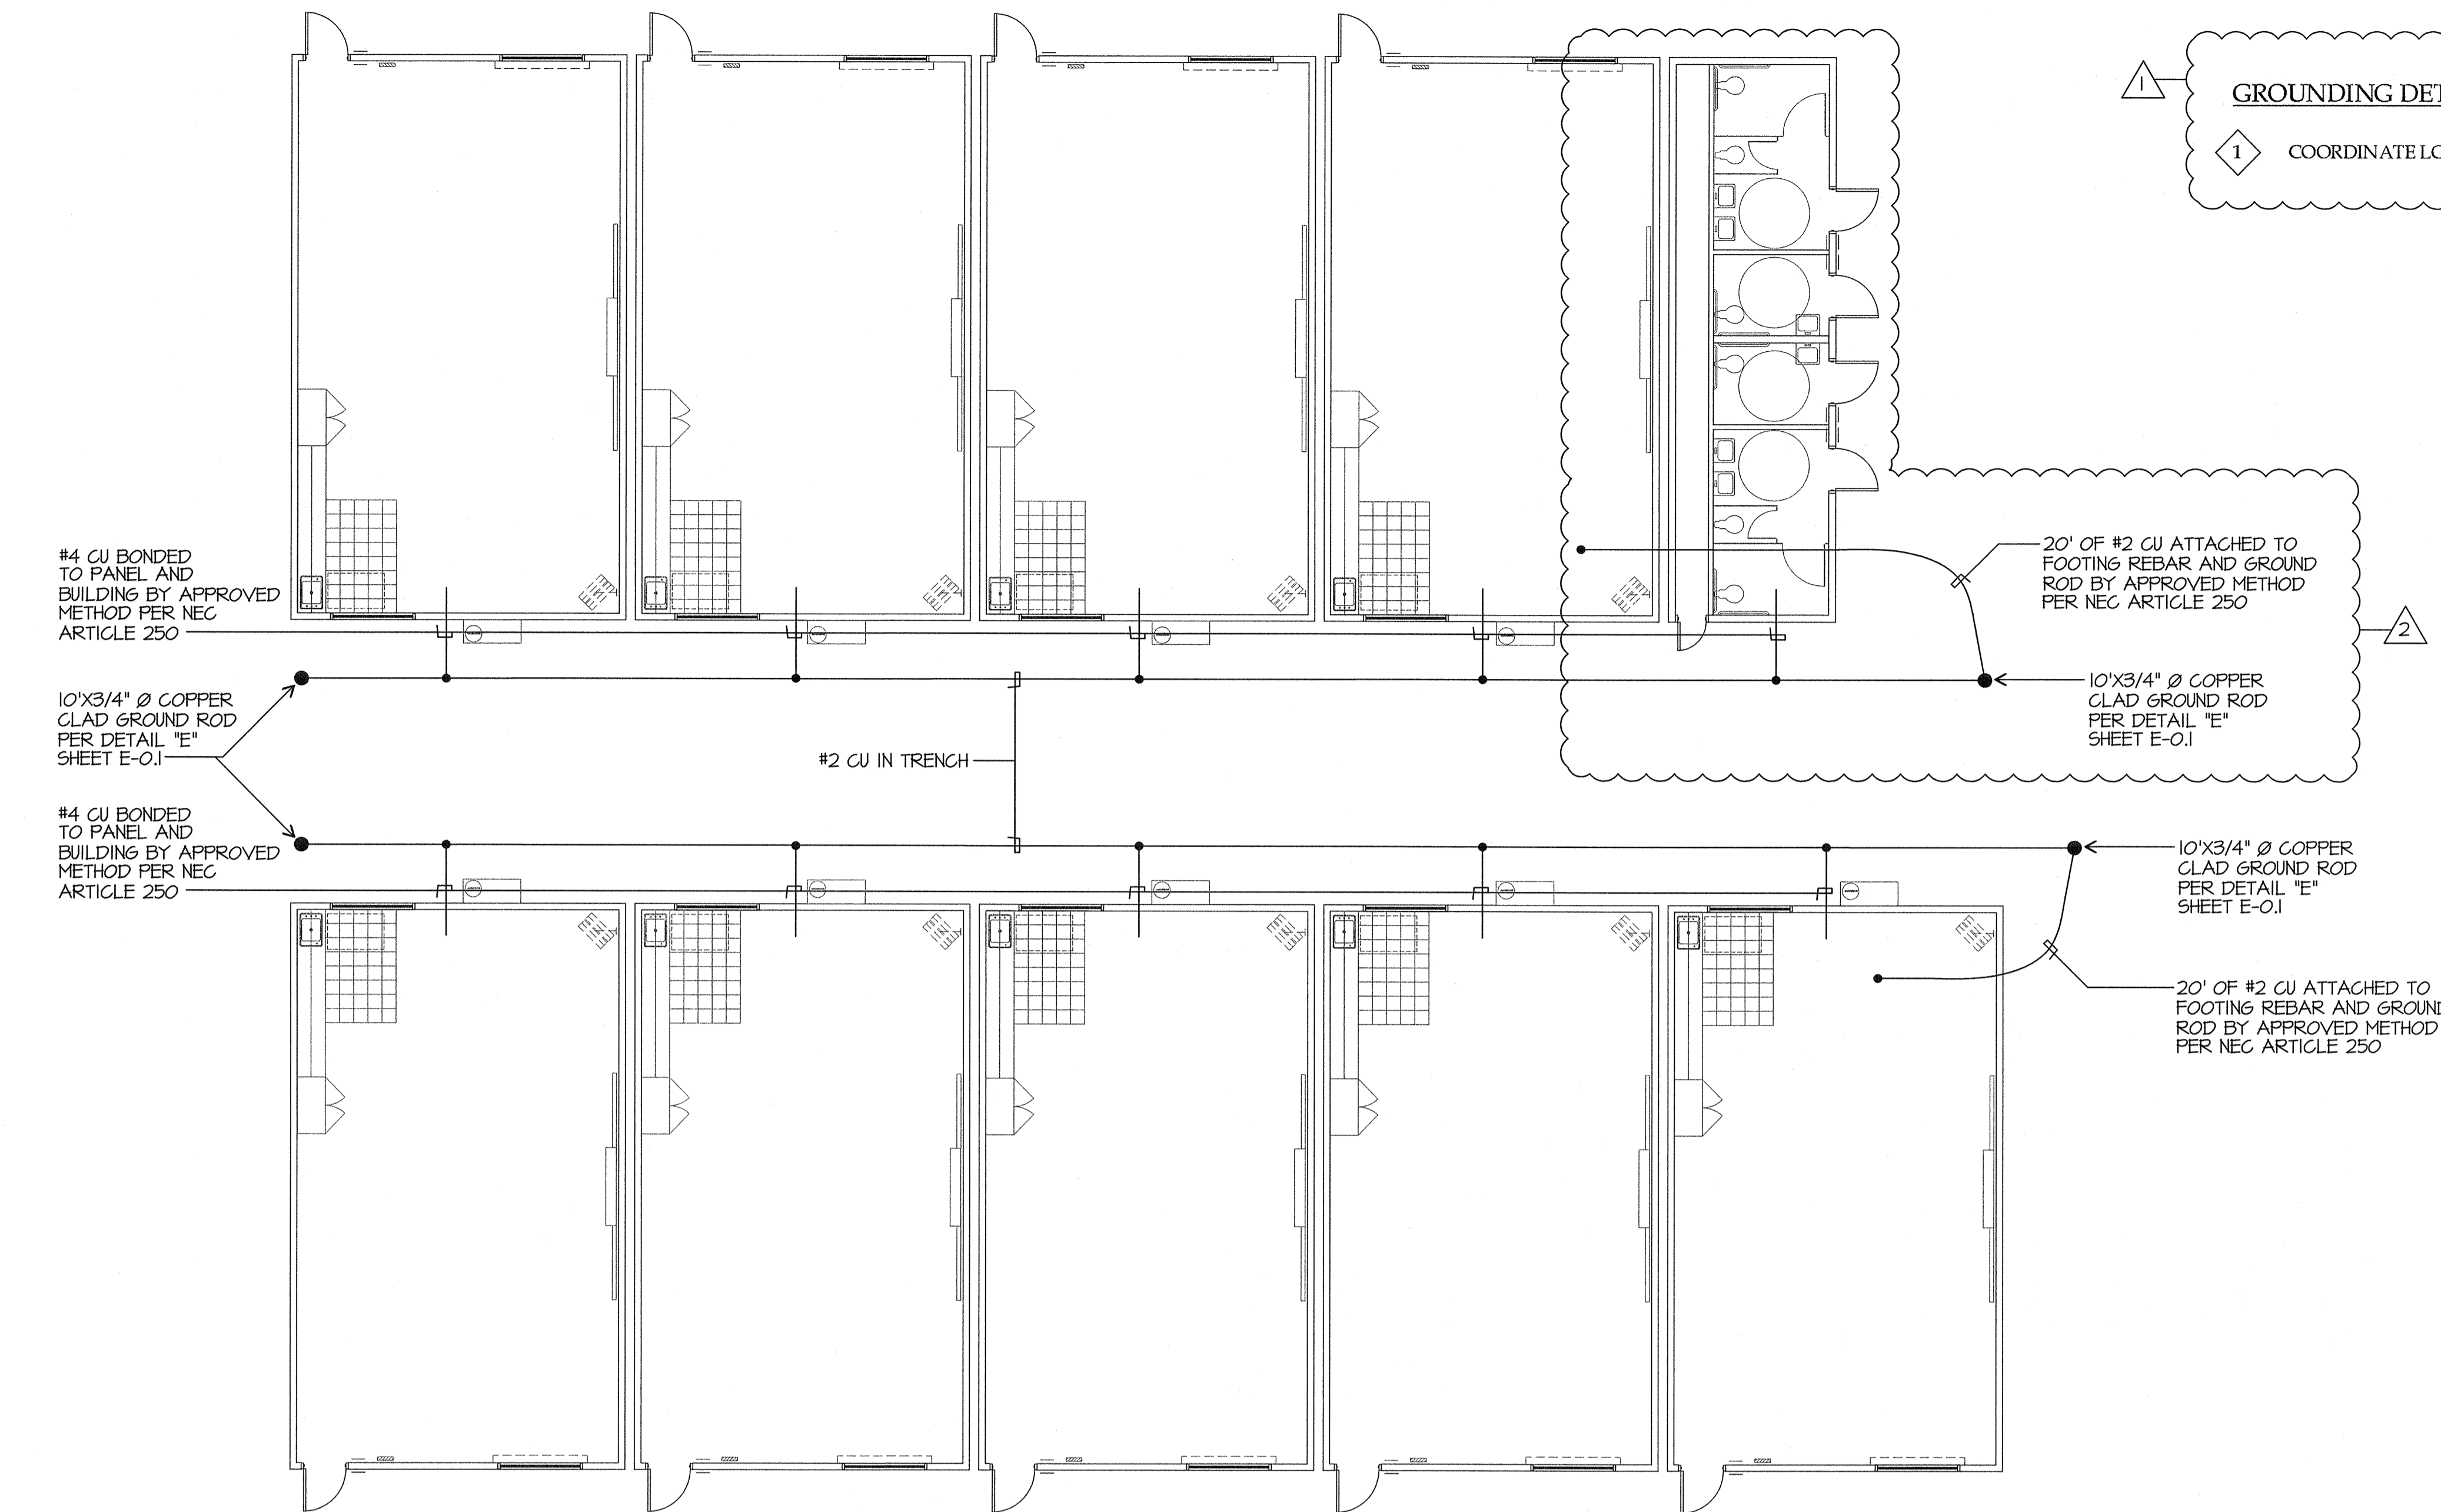 1
GROUNDING DET
1
COORDINATE LO
#4 CU BONDED
TO PANEL AND
BUILDING BY APPROVED
METHOD PER NEC
ARTICLE 250
20' OF #2 CU ATTACHED TO
FOOTING REBAR AND GROUND
ROD BY APPROVED METHOD
PER NEC ARTICLE 250
2
10'X3/4" Ø COPPER
CLAD GROUND ROD
PER DETAIL "E"
SHEET E-0.1
10'X3/4" Ø COPPER
CLAD GROUND ROD
PER DETAIL "E"
SHEET E-0.1
#2 CU IN TRENCH
#4 CU BONDED
TO PANEL AND
BUILDING BY APPROVED
METHOD PER NEC
ARTICLE 250
10'X3/4" Ø COPPER
CLAD GROUND ROD
PER DETAIL "E"
SHEET E-0.1
20' OF #2 CU ATTACHED TO
FOOTING REBAR AND GROUND
ROD BY APPROVED METHOD
PER NEC ARTICLE 250